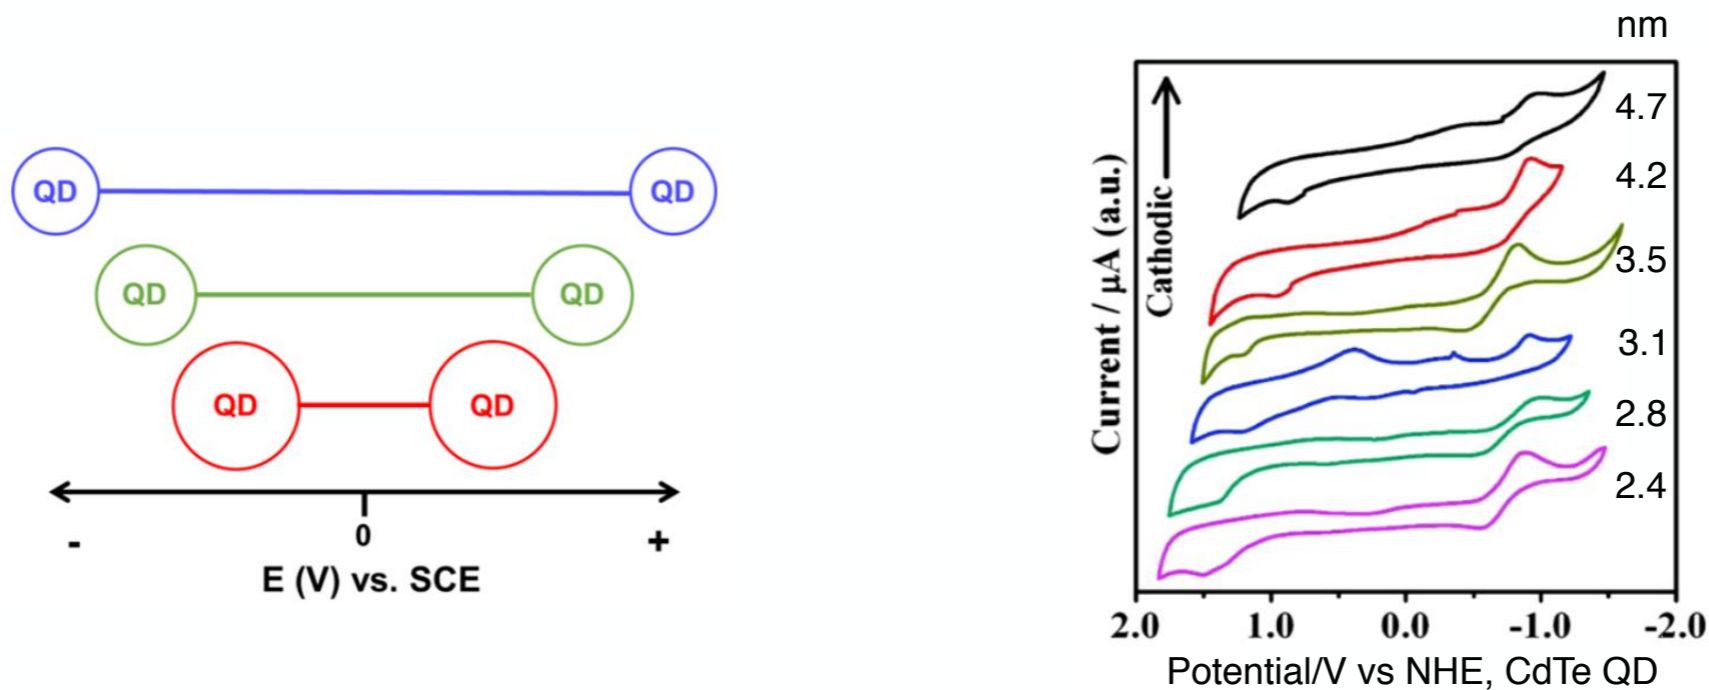 QD QD
QD QD
QD QD
0
- +
E (V) vs. SCE
nm
4.7
4.2
3.5
3.1
2.8
2.4
Cathodic
Current / µA (a.u.)
2.0 1.0 0.0 -1.0 -2.0
Potential/V vs NHE, CdTe QD